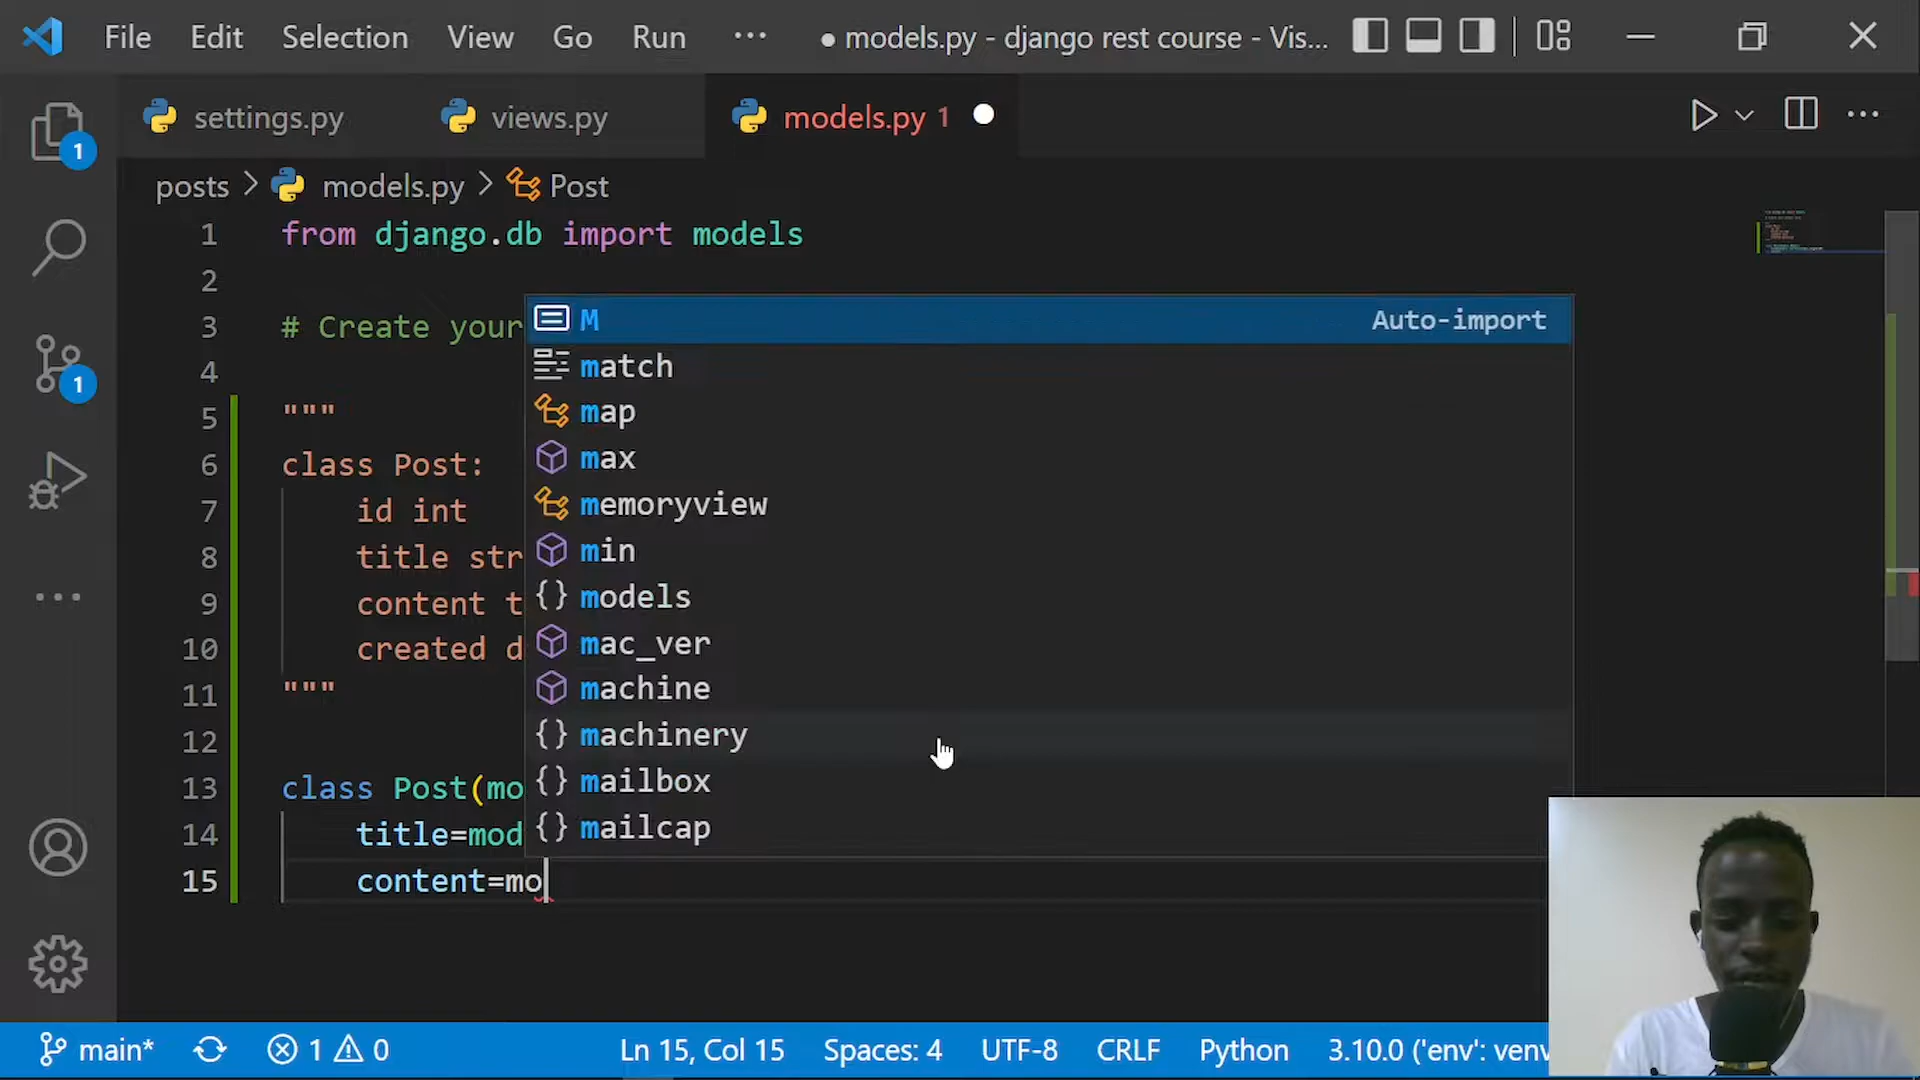 File Edit Selection View Go Run ··· ● models.py - django rest course - Vis...
settings.py views.py models.py 1
posts > models.py > Post
1 from django.db import models
2
3 # Create your
4
5 """
6 class Post:
7 id int
8 title str
9 content t
10 created d
11 """
12
13 class Post(mo
14 title=mod
15 content=mo
M Auto-import
match
map
max
memoryview
min
models
mac_ver
machine
machinery
mailbox
mailcap
1
1
main* 1 0 Ln 15, Col 15 Spaces: 4 UTF-8 CRLF Python 3.10.0 ('env': venv